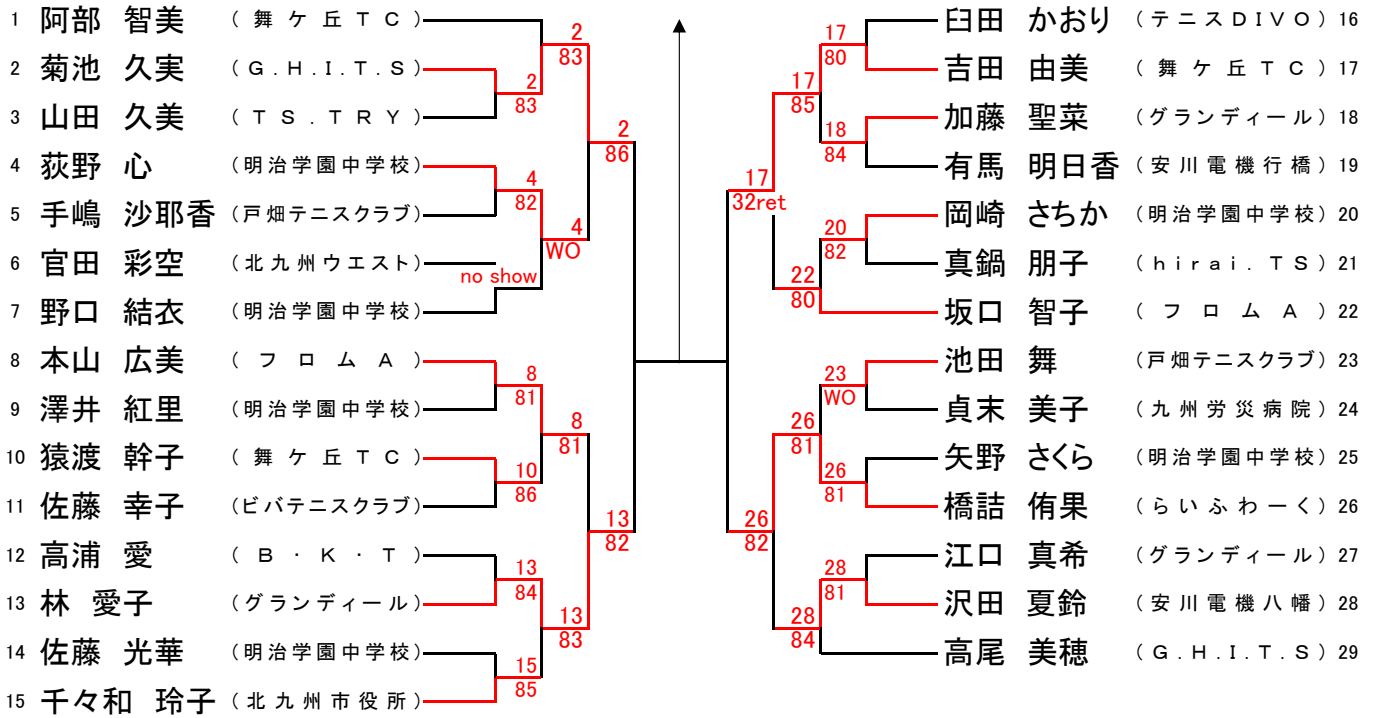 1 阿部 智美 (舞ケ丘TC)
2 菊池 久実 (G.H.I.T.S)
3 山田 久美 (TS.TRY)
4 荻野 心 (明治学園中学校)
5 手嶋 沙耶香 (戸畑テニスクラブ)
6 官田 彩空 (北九州ウエスト)
7 野口 結衣 (明治学園中学校)
8 本山 広美 (フロムA)
9 澤井 紅里 (明治学園中学校)
10 猿渡 幹子 (舞ケ丘TC)
11 佐藤 幸子 (ビバテニスクラブ)
12 高浦 愛 (B・K・T)
13 林 愛子 (グランディール)
14 佐藤 光華 (明治学園中学校)
15 千々和 玲子 (北九州市役所)
2
83
4
82
no show
8
81
10
86
13
84
15
85
2
83
4
WO
8
81
13
83
2
86
13
82
17
32ret
26
82
17
85
22
80
26
81
28
84
17
80
18
84
20
82
23
WO
26
81
28
81
臼田 かおり (テニスDIVO) 16
吉田 由美 (舞ケ丘TC) 17
加藤 聖菜 (グランディール) 18
有馬 明日香 (安川電機行橋) 19
岡崎 さちか (明治学園中学校) 20
真鍋 朋子 (hirai.TS) 21
坂口 智子 (フロムA) 22
池田 舞 (戸畑テニスクラブ) 23
貞末 美子 (九州労災病院) 24
矢野 さくら (明治学園中学校) 25
橋詰 侑果 (らいふわーく) 26
江口 真希 (グランディール) 27
沢田 夏鈴 (安川電機八幡) 28
高尾 美穂 (G.H.I.T.S) 29